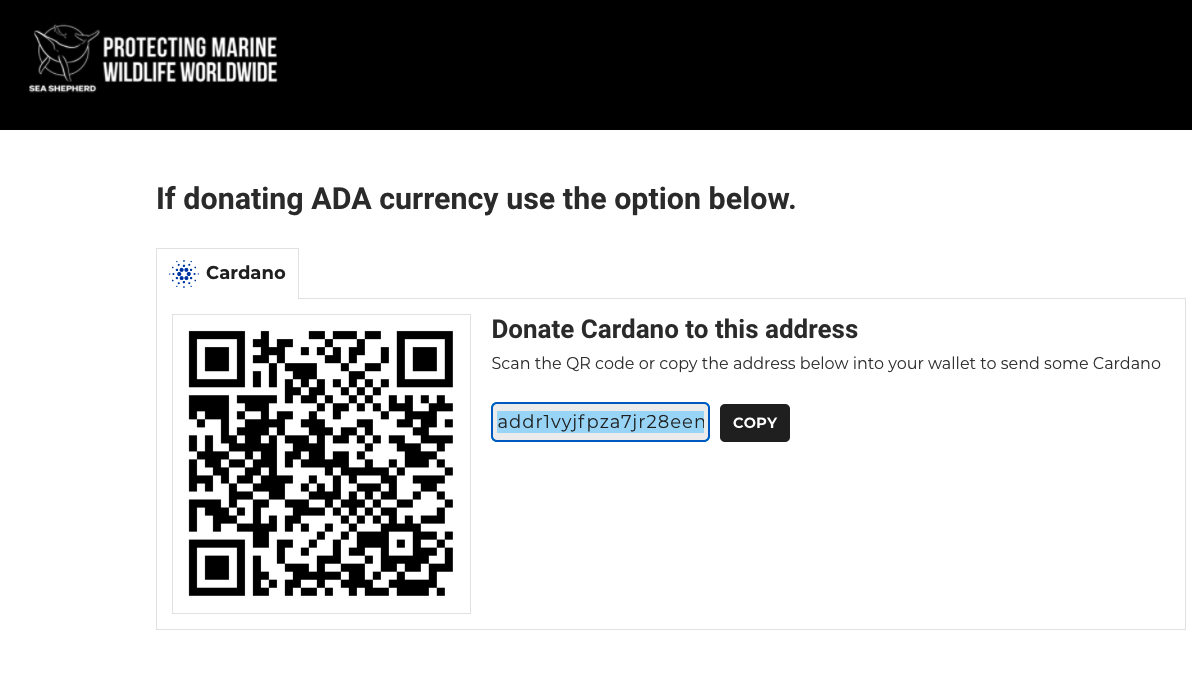 PROTECTING MARINE
WILDLIFE WORLDWIDE
SEA SHEPHERD
If donating ADA currency use the option below.
Cardano
Donate Cardano to this address
Scan the QR code or copy the address below into your wallet to send some Cardano
addr1vyjfpza7jr28een
COPY